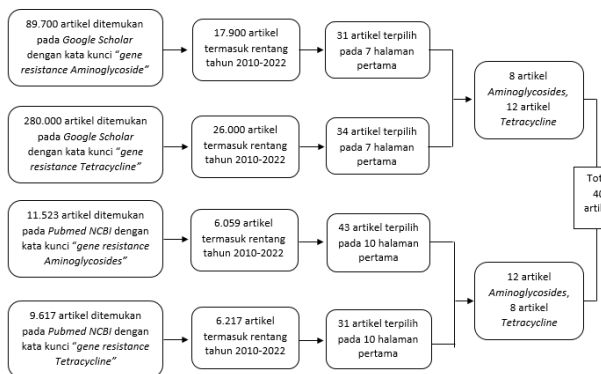 89.700 artikel ditemukan
pada Google Scholar
dengan kata kunci “gene
resistance Aminoglycoside”
17.900 artikel
termasuk rentang
tahun 2010-2022
31 artikel terpilih
pada 7 halaman
pertama
280.000 artikel ditemukan
pada Google Scholar
dengan kata kunci “gene
resistance Tetracycline”
26.000 artikel
termasuk rentang
tahun 2010-2022
34 artikel terpilih
pada 7 halaman
pertama
8 artikel
Aminoglycosides,
12 artikel
Tetracycline
11.523 artikel ditemukan
pada Pubmed NCBI dengan
kata kunci “gene resistance
Aminoglycosides”
6.059 artikel
termasuk rentang
tahun 2010-2022
43 artikel terpilih
pada 10 halaman
pertama
9.617 artikel ditemukan
pada Pubmed NCBI dengan
kata kunci “gene resistance
Tetracycline”
6.217 artikel
termasuk rentang
tahun 2010-2022
31 artikel terpilih
pada 10 halaman
pertama
12 artikel
Aminoglycosides,
8 artikel
Tetracycline
40